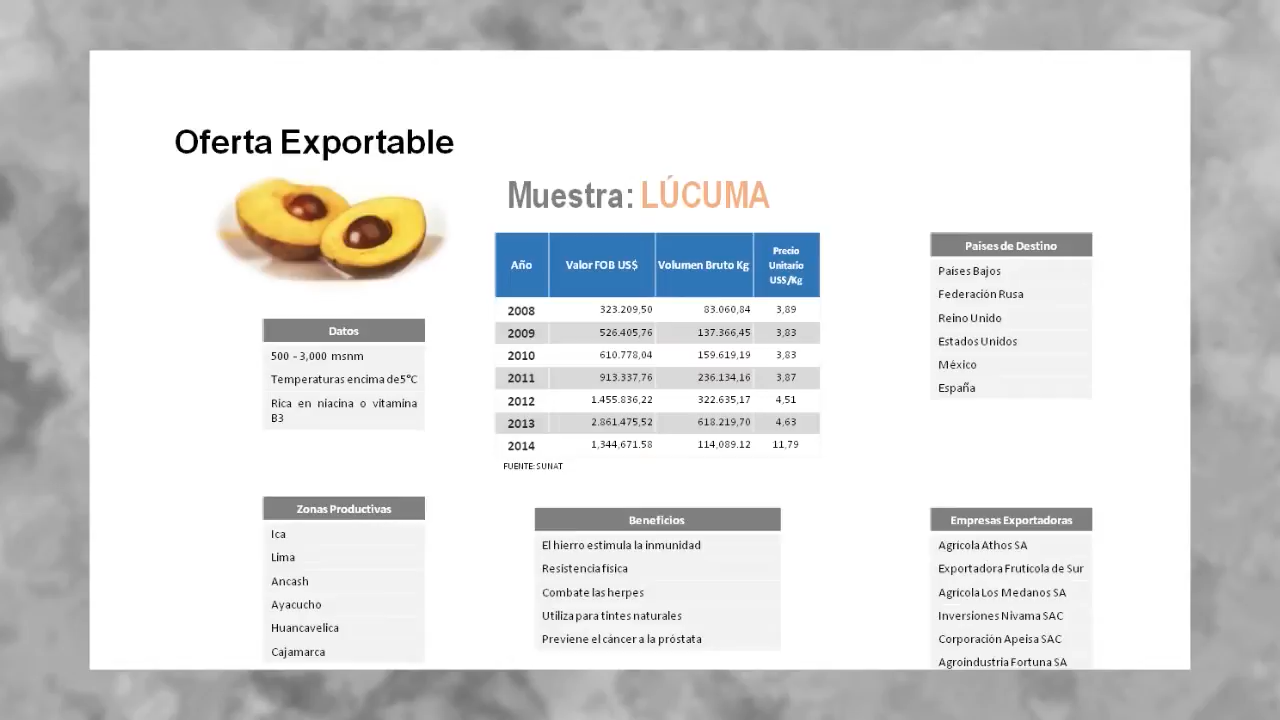 Oferta Exportable
Muestra: LÚCUMA
Año Valor FOB US$ Volumen Bruto Kg Precio Unitario US$/Kg
2008 323.209,50 83.060,84 3,89
2009 526.405,76 137.366,45 3,83
2010 610.778,04 159.619,19 3,83
2011 913.337,76 236.134,16 3,87
2012 1.455.836,22 322.635,17 4,51
2013 2.861.475,52 618.219,70 4,63
2014 1,344,671.58 114,089.12 11,79
FUENTE: SUNAT
Datos
500 - 3,000 msnm
Temperaturas encima de5°C
Rica en niacina o vitamina
B3
Países de Destino
Países Bajos
Federación Rusa
Reino Unido
Estados Unidos
México
España
Zonas Productivas
Ica
Lima
Ancash
Ayacucho
Huancavelica
Cajamarca
Beneficios
El hierro estimula la inmunidad
Resistencia física
Combate las herpes
Utiliza para tintes naturales
Previene el cáncer a la próstata
Empresas Exportadoras
Agricola Athos SA
Exportadora Fruticola de Sur
Agricola Los Medanos SA
Inversiones Nivama SAC
Corporación Apeisa SAC
Agroindustria Fortuna SA